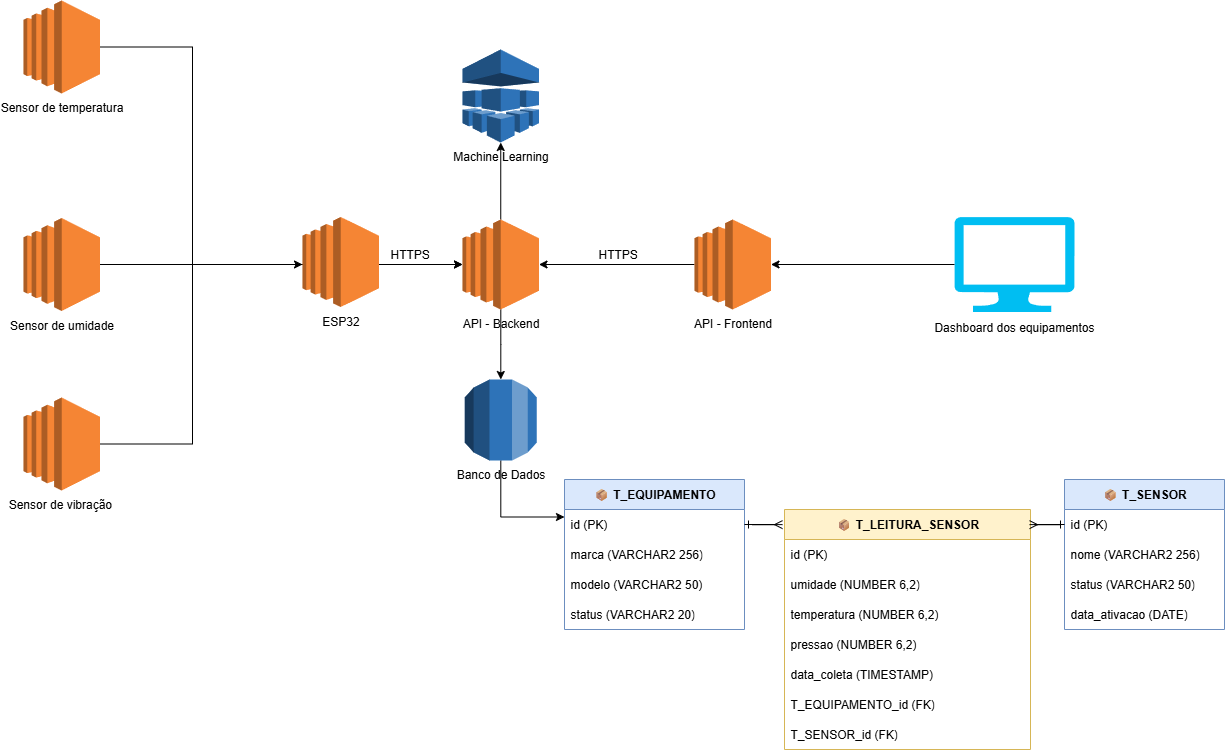 Sensor de temperatura
Machine Learning
HTTPS
HTTPS
Sensor de umidade
ESP32
API - Backend
API - Frontend
Dashboard dos equipamentos
Sensor de vibração
Banco de Dados
T_EQUIPAMENTO
id (PK)
marca (VARCHAR2 256)
modelo (VARCHAR2 50)
status (VARCHAR2 20)
T_LEITURA_SENSOR
id (PK)
umidade (NUMBER 6,2)
temperatura (NUMBER 6,2)
pressao (NUMBER 6,2)
data_coleta (TIMESTAMP)
T_EQUIPAMENTO_id (FK)
T_SENSOR_id (FK)
T_SENSOR
id (PK)
nome (VARCHAR2 256)
status (VARCHAR2 50)
data_ativacao (DATE)